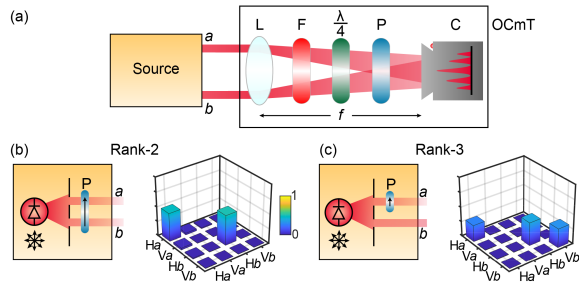 (a)
L F λ/4 P C OCmT
Source
a
b
f
(b) Rank-2
P
a
b
1
0
Ha Va Hb Vb
Ha Va Hb Vb
(c) Rank-3
P
a
b
Ha Va Hb Vb
Ha Va Hb Vb